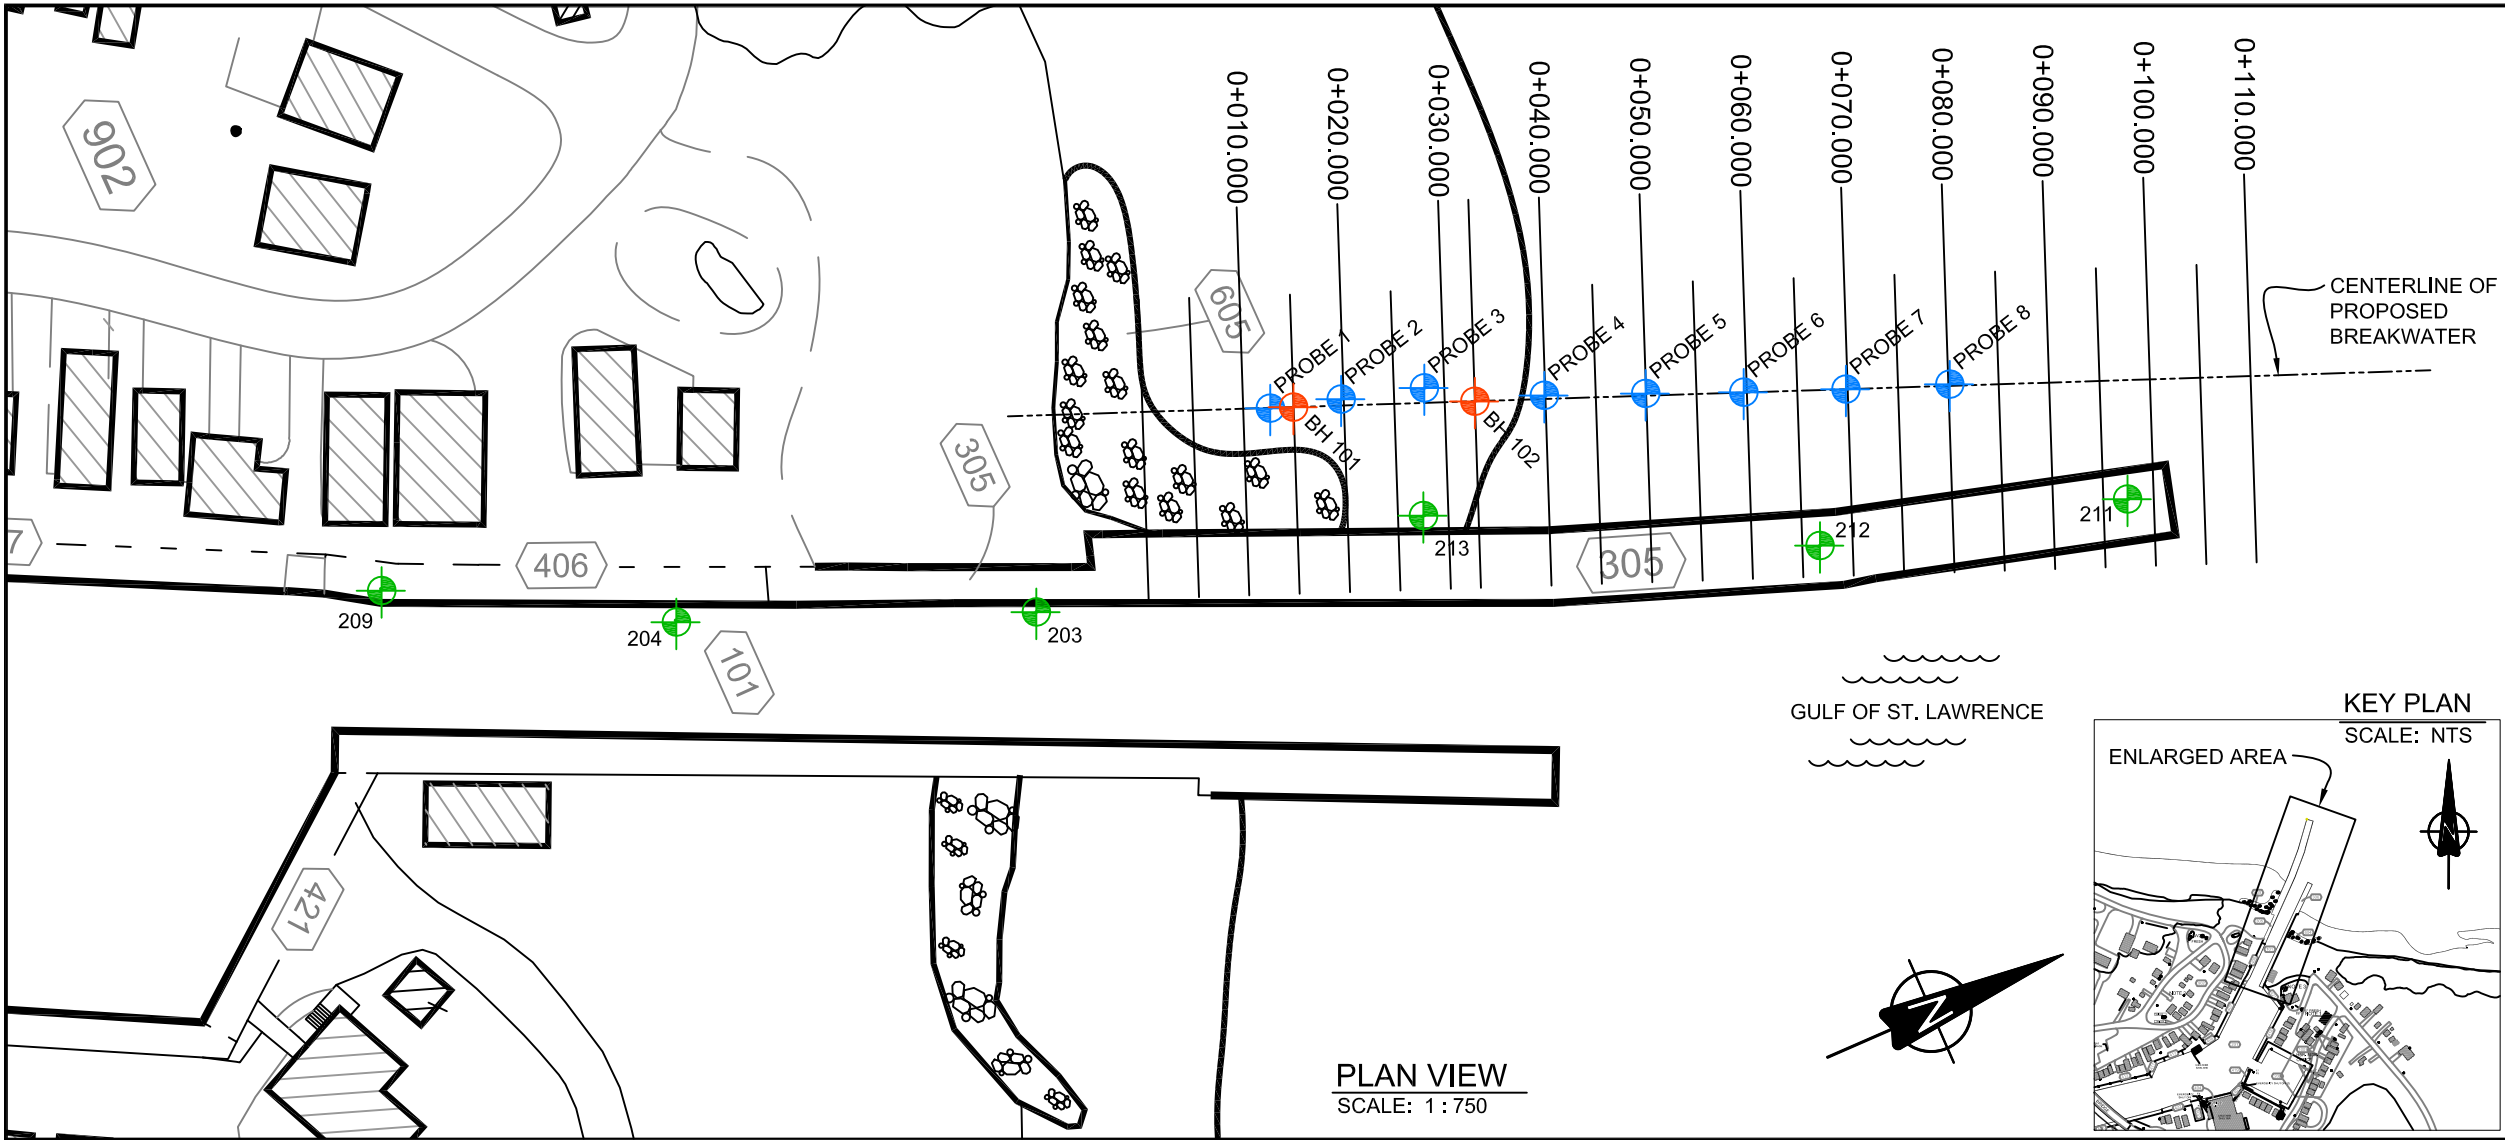 902
0+010.000
0+020.000
0+030.000
0+040.000
0+050.000
0+060.000
0+070.000
0+080.000
0+090.000
0+100.000
0+110.000
605
PROBE 1
PROBE 2
PROBE 3
PROBE 4
PROBE 5
PROBE 6
PROBE 7
PROBE 8
CENTERLINE OF
PROPOSED
BREAKWATER
BH 101
BH 102
305
7
406
213
305
212
211
209
204
203
101
GULF OF ST. LAWRENCE
KEY PLAN
SCALE: NTS
ENLARGED AREA
N
421
N
PLAN VIEW
SCALE: 1 : 750